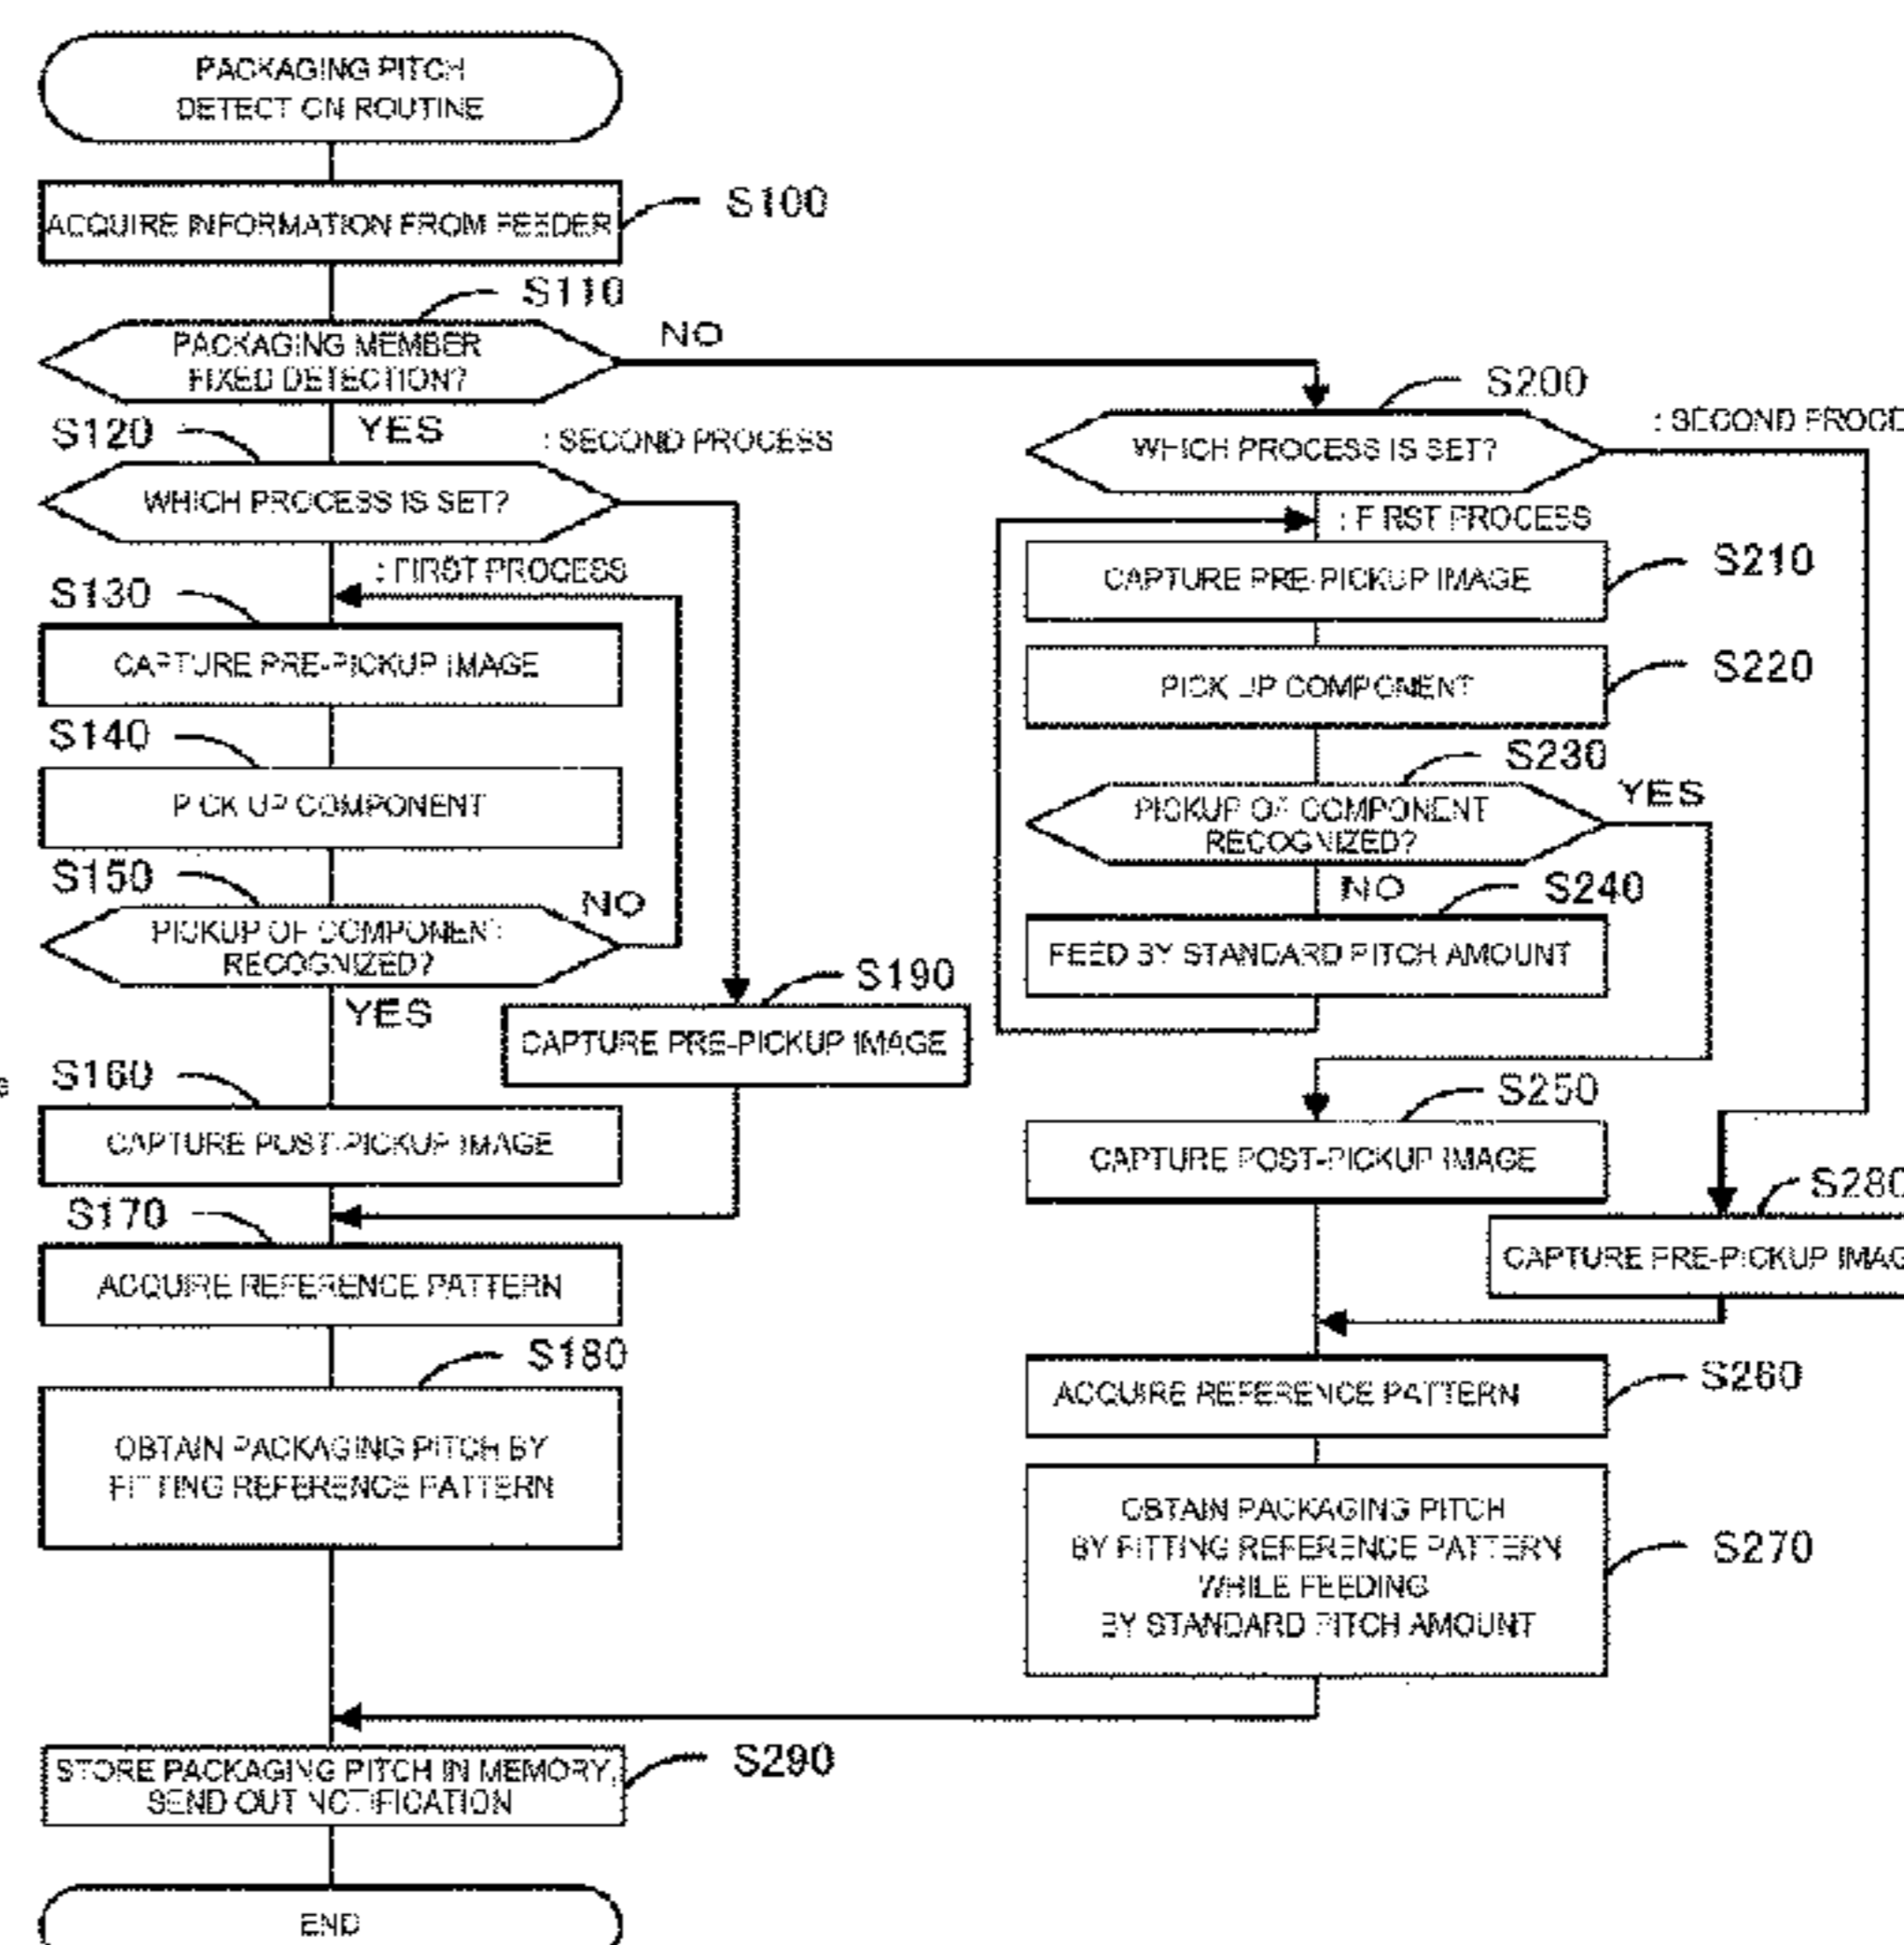 PACKAGING PITCH
DETECT ON ROUTINE
ACQUIRE INFORMATION FROM FEEDER
S100
S110
PACKAGING MEMBER
FIXED DETECTION?
NO
YES
S120
: SECOND PROCESS
WHICH PROCESS IS SET?
: FIRST PROCESS
S130
CAPTURE PRE-PICKUP IMAGE
S140
PICK UP COMPONENT
S150
PICKUP OF COMPONENT
RECOGNIZED?
NO
YES
S190
CAPTURE PRE-PICKUP IMAGE
S160
CAPTURE POST-PICKUP IMAGE
S170
ACQUIRE REFERENCE PATTERN
S180
OBTAIN PACKAGING PITCH BY
FITTING REFERENCE PATTERN
S200
: SECOND PROCE
WHICH PROCESS IS SET?
: FIRST PROCESS
CAPTURE PRE-PICKUP IMAGE
S210
PICK UP COMPONENT
S220
S230
YES
PICKUP OF COMPONENT
RECOGNIZED?
NO
S240
FEED BY STANDARD PITCH AMOUNT
S250
CAPTURE POST-PICKUP IMAGE
S280
CAPTURE PRE-PICKUP IMAG
ACQUIRE REFERENCE PATTERN
S260
OBTAIN PACKAGING PITCH
BY FITTING REFERENCE PATTERN
WHILE FEEDING
BY STANDARD PITCH AMOUNT
S270
STORE PACKAGING PITCH IN MEMORY,
SEND OUT NOTIFICATION
S290
END